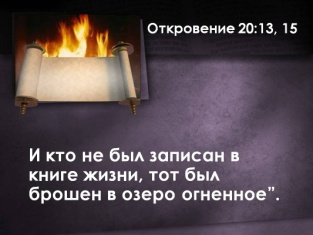 Откровение 20:13, 15
И кто не был записан в
книге жизни, тот был
брошен в озеро огненное”.